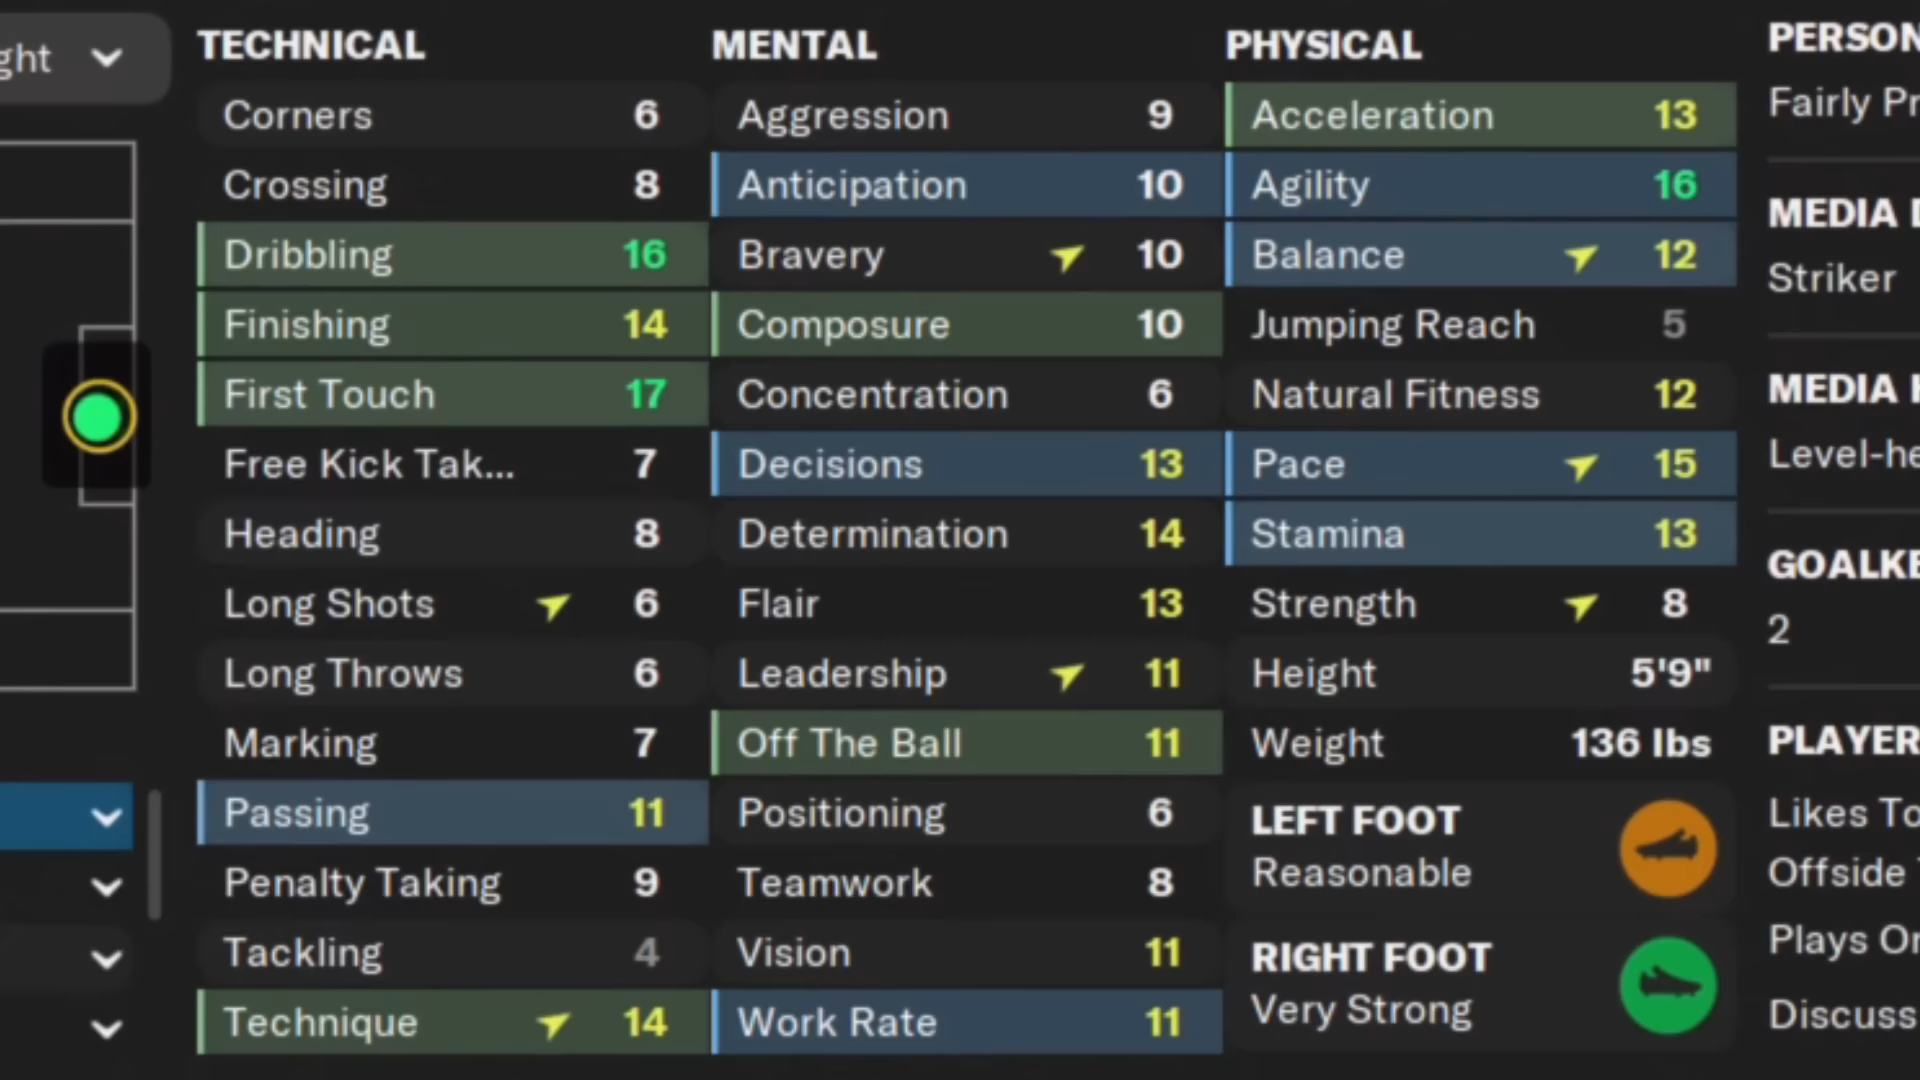 ght
TECHNICAL
Corners 6
Crossing 8
Dribbling 16
Finishing 14
First Touch 17
Free Kick Tak... 7
Heading 8
Long Shots 6
Long Throws 6
Marking 7
Passing 11
Penalty Taking 9
Tackling 4
Technique 14
MENTAL
Aggression 9
Anticipation 10
Bravery 10
Composure 10
Concentration 6
Decisions 13
Determination 14
Flair 13
Leadership 11
Off The Ball 11
Positioning 6
Teamwork 8
Vision 11
Work Rate 11
PHYSICAL
Acceleration 13
Agility 16
Balance 12
Jumping Reach 5
Natural Fitness 12
Pace 15
Stamina 13
Strength 8
Height 5'9"
Weight 136 lbs
LEFT FOOT
Reasonable
RIGHT FOOT
Very Strong
PERSON
Fairly Pr
MEDIA
Striker
MEDIA
Level-he
GOALKE
2
PLAYER
Likes To
Offside
Plays On
Discuss